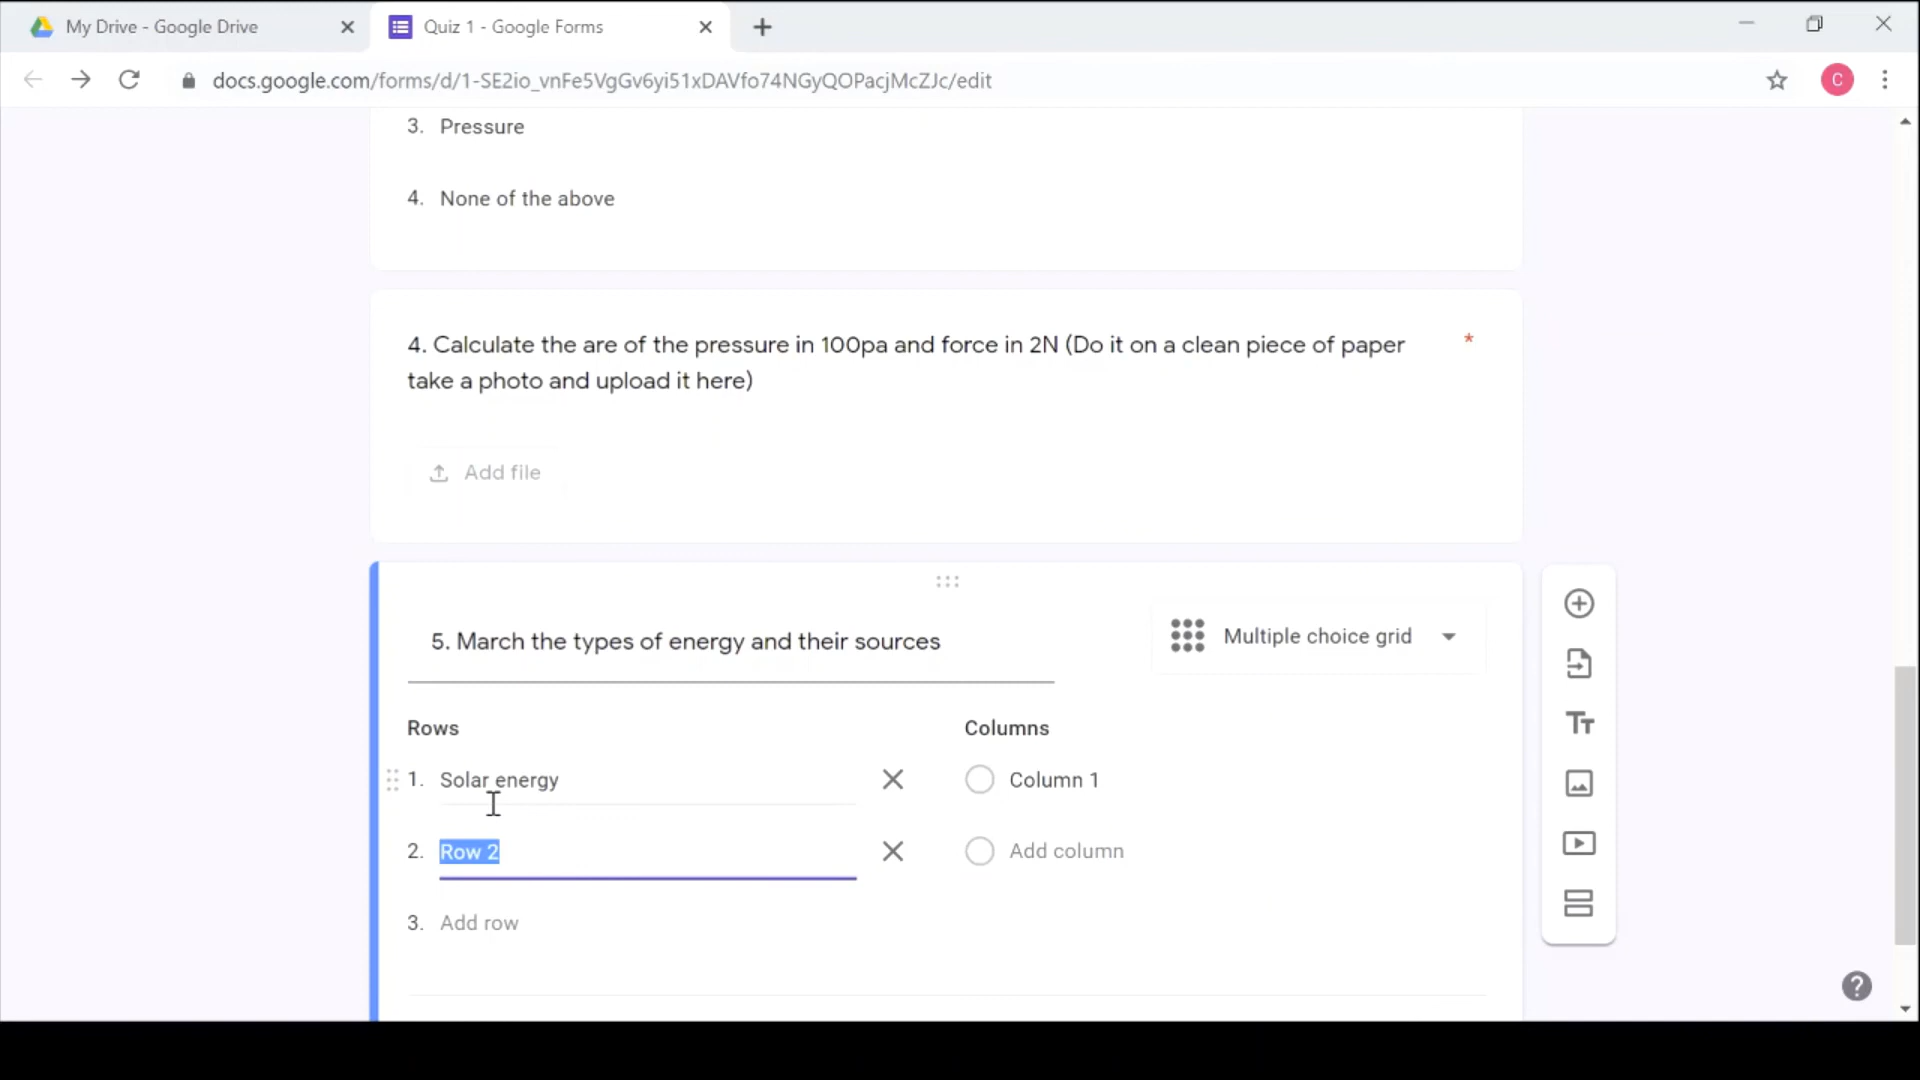 My Drive - Google Drive
Quiz 1 - Google Forms
docs.google.com/forms/d/1-SE2io_vnFe5VgGv6yi51xDAVfo74NGyQOPacjMcZJc/edit
C
3. Pressure
4. None of the above
4. Calculate the are of the pressure in 100pa and force in 2N (Do it on a clean piece of paper *
take a photo and upload it here)
Add file
5. March the types of energy and their sources
Multiple choice grid
Rows
Columns
1. Solar energy
Column 1
2. Row 2
Add column
3. Add row